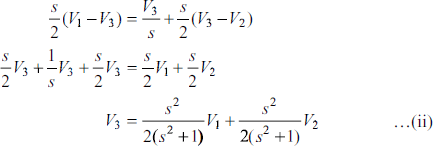 s/2 (V₁ − V₃) = V₃/s + s/2 (V₃ − V₂)
s/2 V₃ + 1/s V₃ + s/2 V₃ = s/2 V₁ + s/2 V₂
V₃ = s²/2(s² + 1) V₁ + s²/2(s² + 1) V₂ ...(ii)